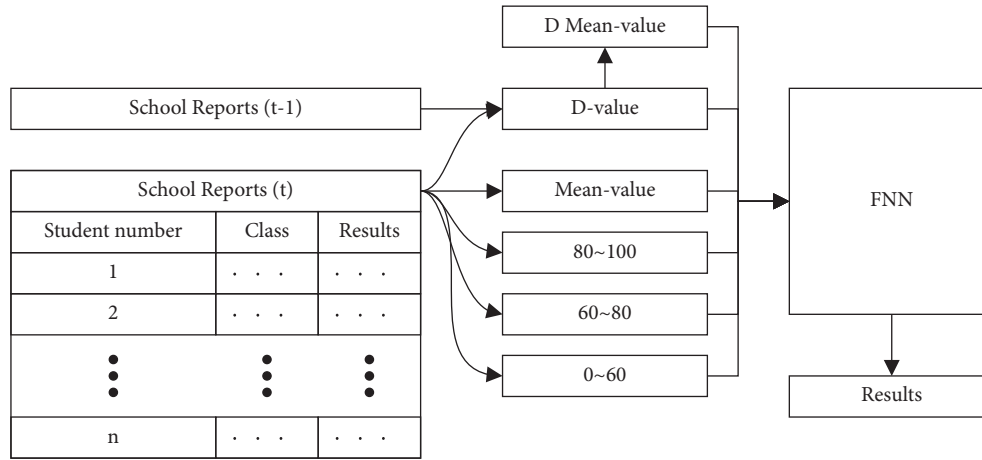 D Mean-value
School Reports (t-1)
D-value
School Reports (t)
Mean-value
FNN
Student number
Class
Results
80~100
1
. . .
. . .
2
. . .
. . .
60~80
0~60
Results
n
. . .
. . .